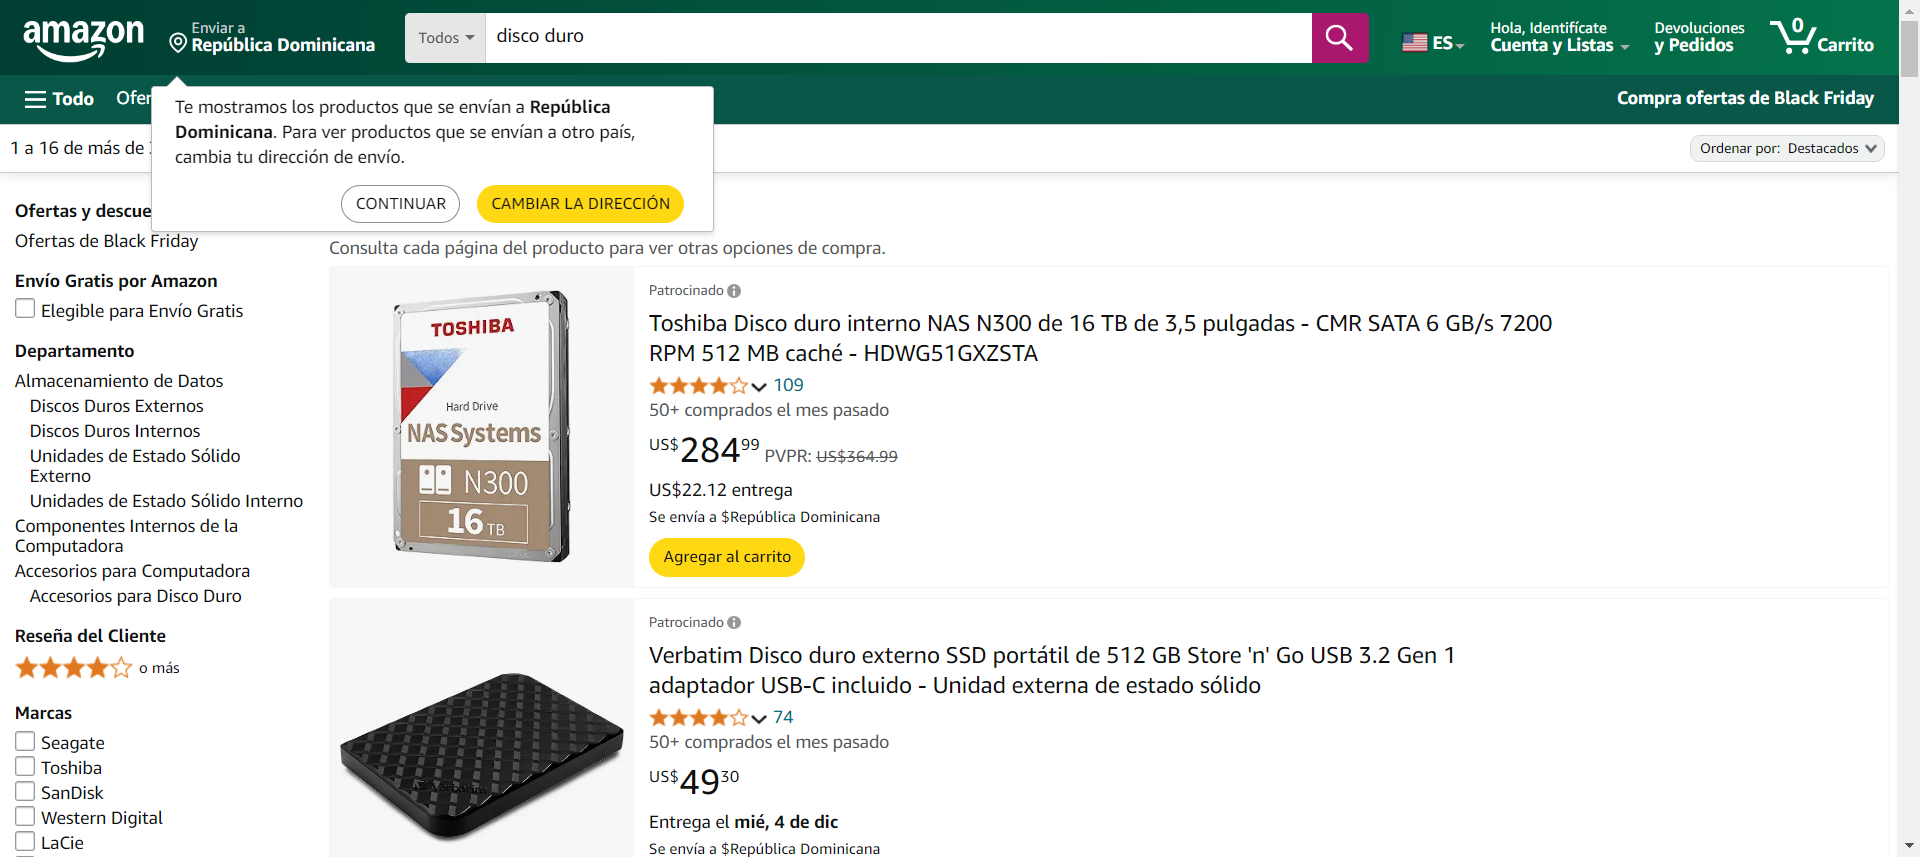 amazon
Enviar a
República Dominicana
Todos
disco duro
ES
Hola, Identifícate
Cuenta y Listas
Devoluciones
y Pedidos
0
Carrito
Todo
Compra ofertas de Black Friday
Te mostramos los productos que se envían a República
Dominicana. Para ver productos que se envían a otro país,
cambia tu dirección de envío.
CONTINUAR
CAMBIAR LA DIRECCIÓN
1 a 16 de más de
Ordenar por: Destacados
Ofertas y
Ofertas de Black Friday
Envío Gratis por Amazon
Elegible para Envío Gratis
Departamento
Almacenamiento de Datos
Discos Duros Externos
Discos Duros Internos
Unidades de Estado Sólido
Externo
Unidades de Estado Sólido Interno
Componentes Internos de la
Computadora
Accesorios para Computadora
Accesorios para Disco Duro
Reseña del Cliente
o más
Marcas
Seagate
Toshiba
SanDisk
Western Digital
LaCie
Consulta cada página del producto para ver otras opciones de compra.
TOSHIBA
Hard Drive
NAS Systems
N300
16 TB
Patrocinado
Toshiba Disco duro interno NAS N300 de 16 TB de 3,5 pulgadas - CMR SATA 6 GB/s 7200
RPM 512 MB caché - HDWG51GXZSTA
109
50+ comprados el mes pasado
US$284.99 PVPR: US$364.99
US$22.12 entrega
Se envía a $República Dominicana
Agregar al carrito
Verbatim
Patrocinado
Verbatim Disco duro externo SSD portátil de 512 GB Store 'n' Go USB 3.2 Gen 1
adaptador USB-C incluido - Unidad externa de estado sólido
74
50+ comprados el mes pasado
US$49.30
Entrega el mié, 4 de dic
Se envía a $República Dominicana